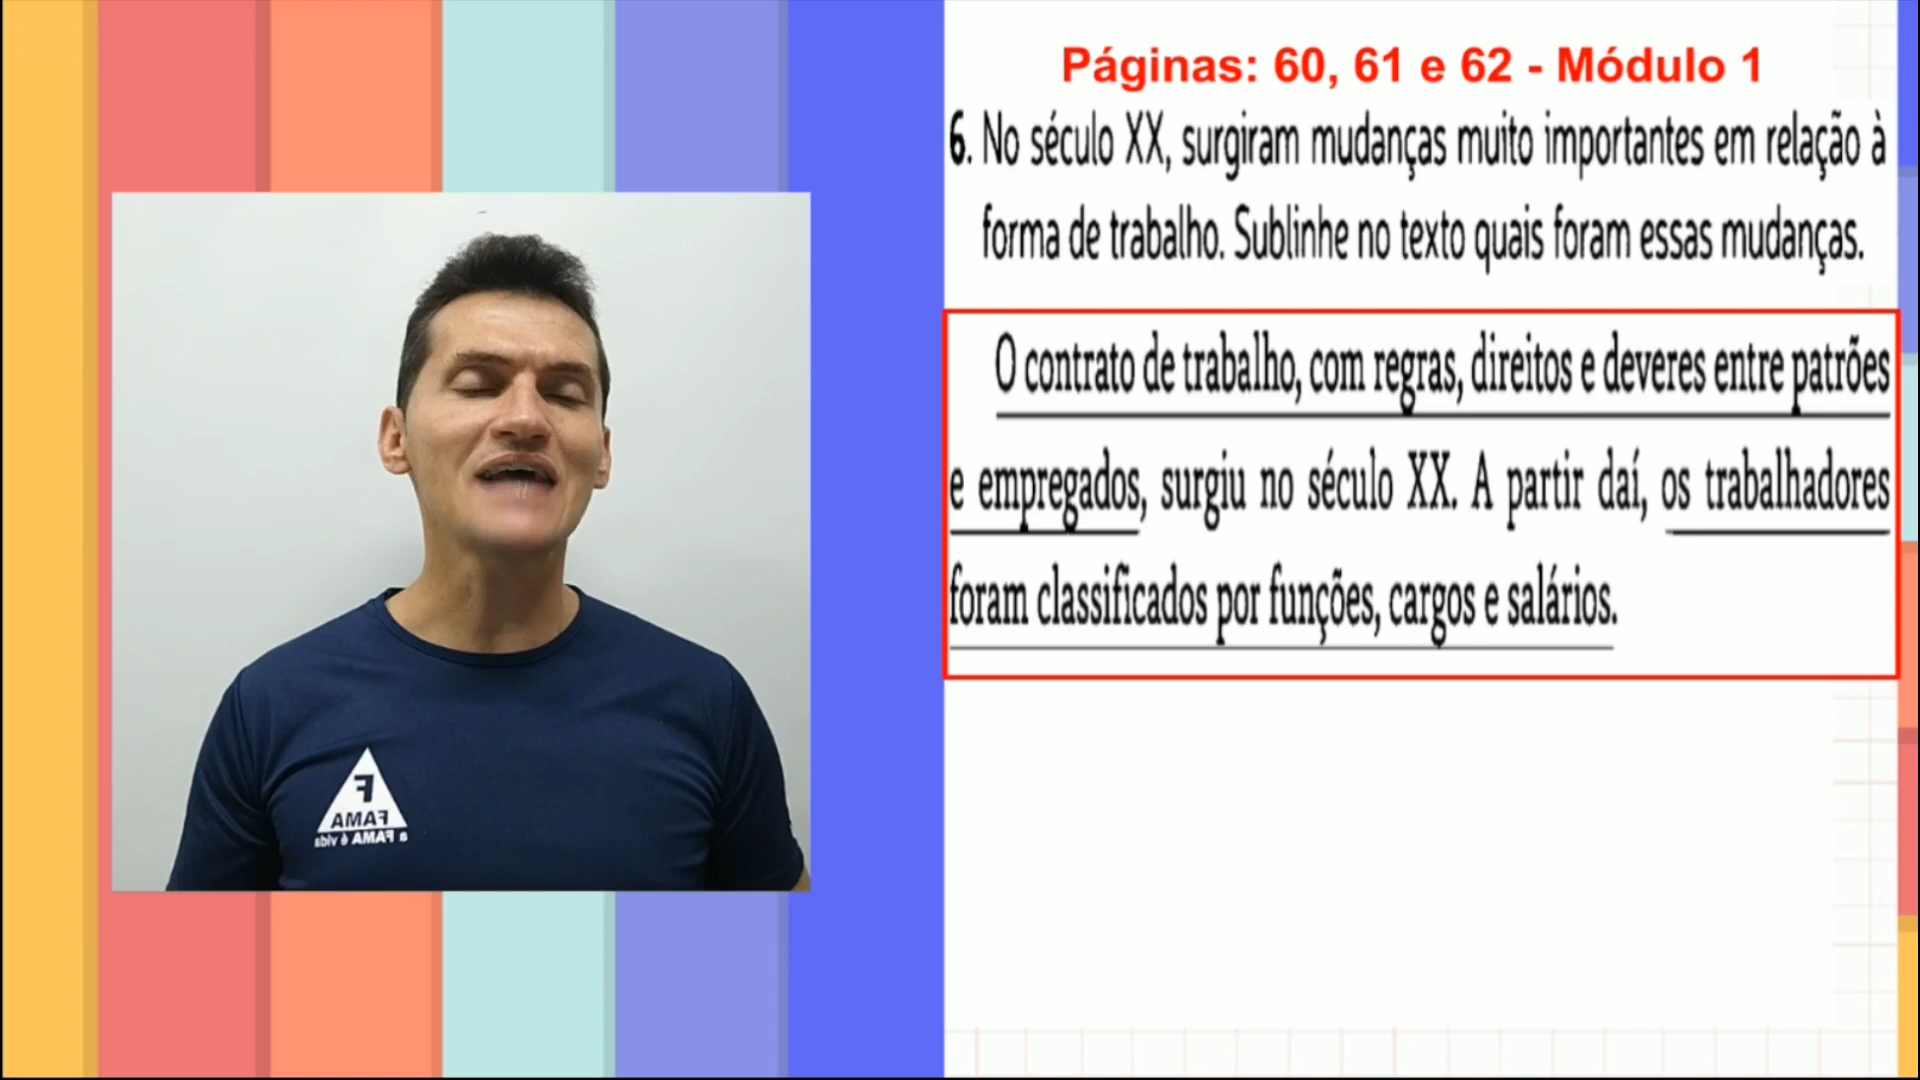 Páginas: 60, 61 e 62 - Módulo 1
6. No século XX, surgiram mudanças muito importantes em relação à
forma de trabalho. Sublinhe no texto quais foram essas mudanças.
O contrato de trabalho, com regras, direitos e deveres entre patrões
e empregados, surgiu no século XX. A partir daí, os trabalhadores
foram classificados por funções, cargos e salários.
F
FAMA
a FAMA é vida